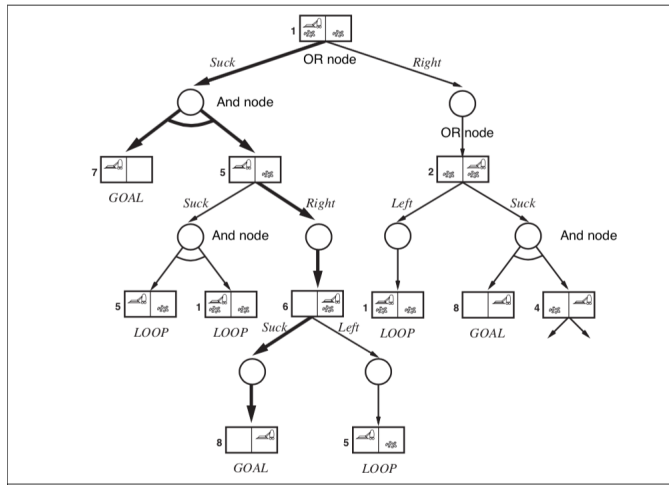 1
OR node
Suck
Right
And node
OR node
7
5
2
GOAL
Suck
Right
Left
Suck
And node
And node
5
1
6
1
8
4
LOOP
LOOP
Suck
Left
LOOP
GOAL
8
5
GOAL
LOOP